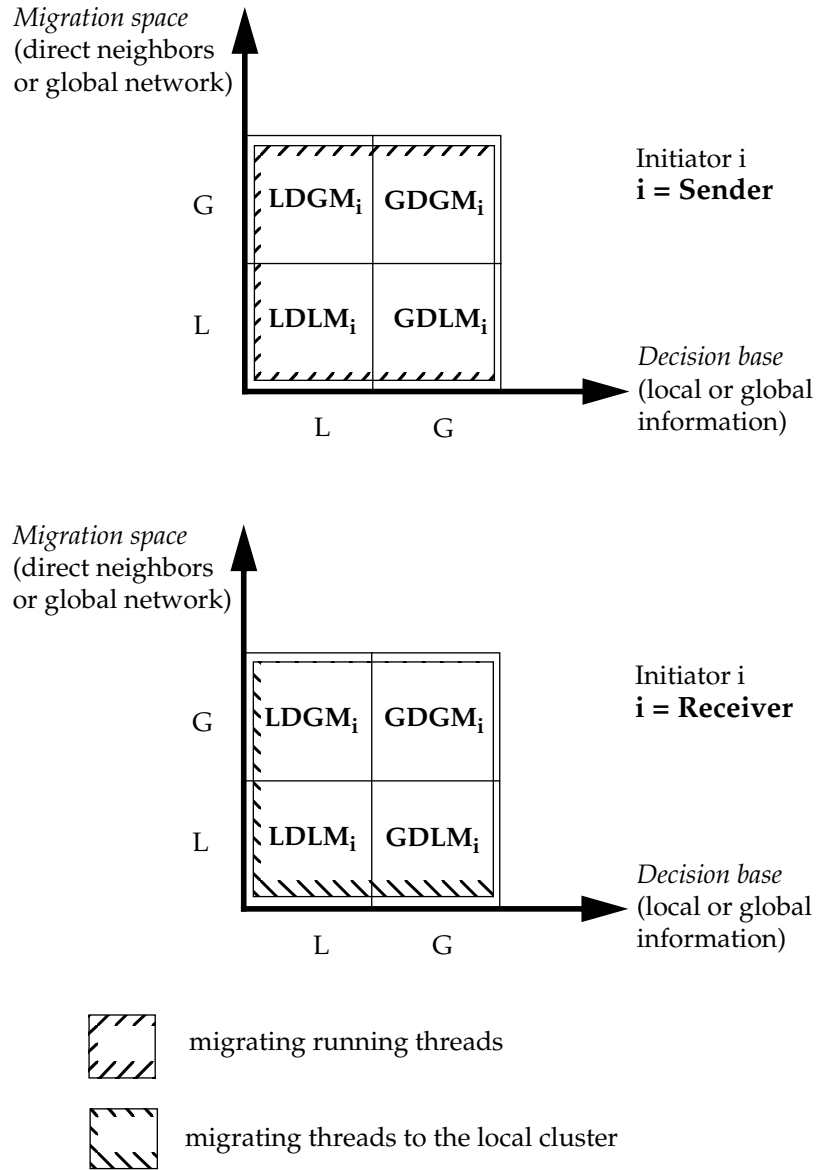 Migration space
(direct neighbors
or global network)
Initiator i
i = Sender
G
LDGMi
GDGMi
L
LDLMi
GDLMi
Decision base
(local or global
information)
L
G
Migration space
(direct neighbors
or global network)
Initiator i
i = Receiver
G
LDGMi
GDGMi
L
LDLMi
GDLMi
Decision base
(local or global
information)
L
G
migrating running threads
migrating threads to the local cluster